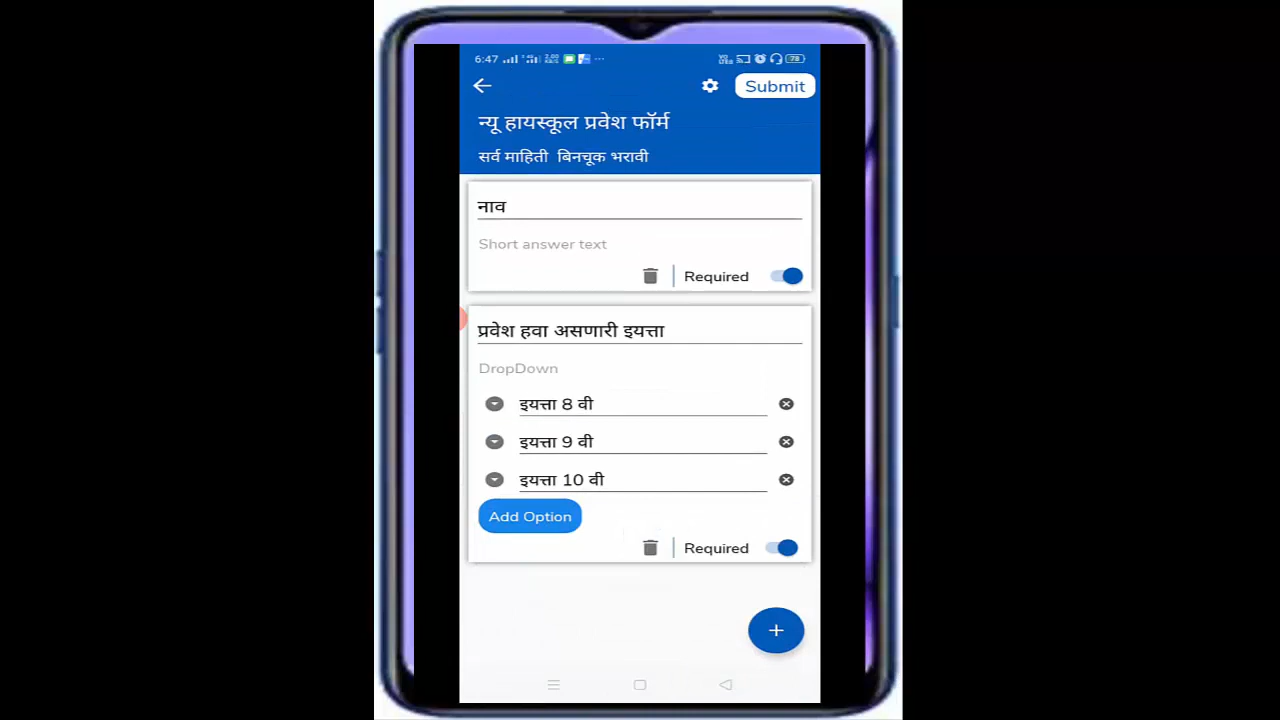 6:47
78
Submit
न्यू हायस्कूल प्रवेश फॉर्म
सर्व माहिती बिनचूक भरावी
नाव
Short answer text
Required
प्रवेश हवा असणारी इयत्ता
DropDown
इयत्ता 8 वी
इयत्ता 9 वी
इयत्ता 10 वी
Add Option
Required